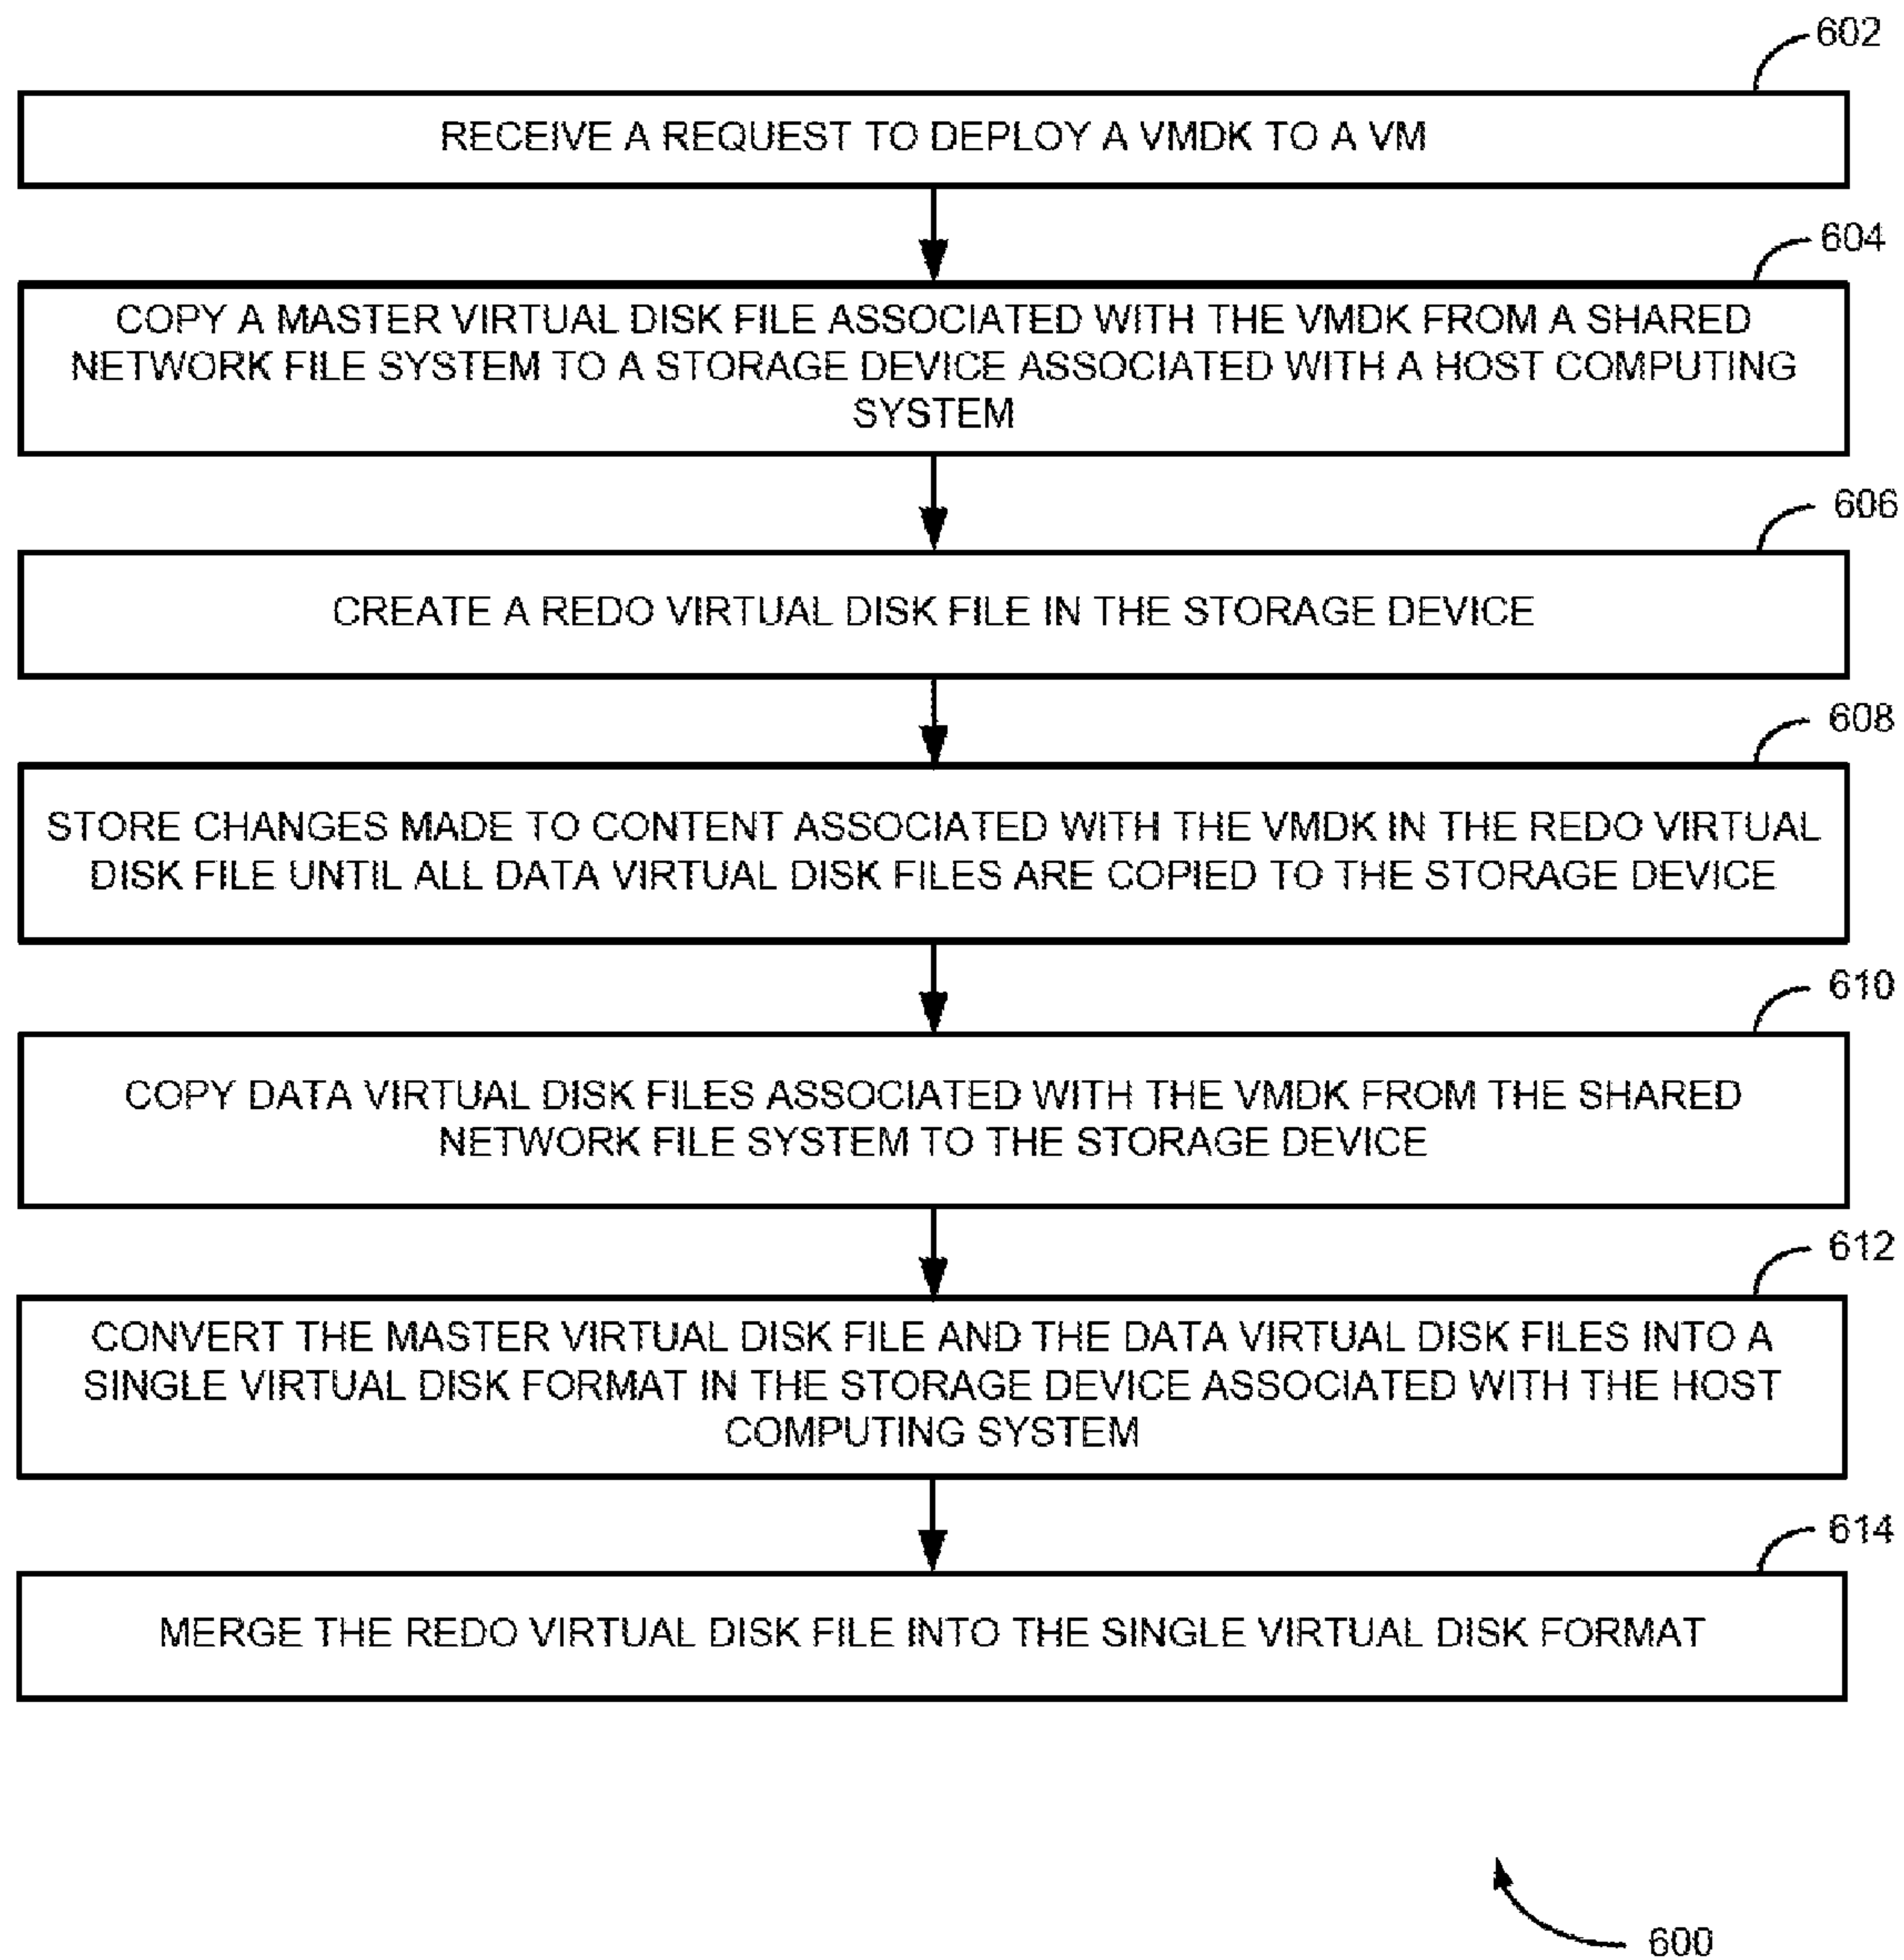 602
RECEIVE A REQUEST TO DEPLOY A VMDK TO A VM
604
COPY A MASTER VIRTUAL DISK FILE ASSOCIATED WITH THE VMDK FROM A SHARED
NETWORK FILE SYSTEM TO A STORAGE DEVICE ASSOCIATED WITH A HOST COMPUTING
SYSTEM
606
CREATE A REDO VIRTUAL DISK FILE IN THE STORAGE DEVICE
608
STORE CHANGES MADE TO CONTENT ASSOCIATED WITH THE VMDK IN THE REDO VIRTUAL
DISK FILE UNTIL ALL DATA VIRTUAL DISK FILES ARE COPIED TO THE STORAGE DEVICE
610
COPY DATA VIRTUAL DISK FILES ASSOCIATED WITH THE VMDK FROM THE SHARED
NETWORK FILE SYSTEM TO THE STORAGE DEVICE
612
CONVERT THE MASTER VIRTUAL DISK FILE AND THE DATA VIRTUAL DISK FILES INTO A
SINGLE VIRTUAL DISK FORMAT IN THE STORAGE DEVICE ASSOCIATED WITH THE HOST
COMPUTING SYSTEM
614
MERGE THE REDO VIRTUAL DISK FILE INTO THE SINGLE VIRTUAL DISK FORMAT
600